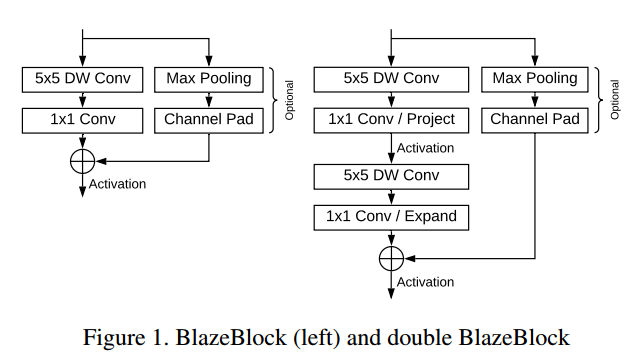 5x5 DW Conv
Max Pooling
1x1 Conv
Channel Pad
Optional
Activation
5x5 DW Conv
Max Pooling
1x1 Conv / Project
Channel Pad
Optional
Activation
5x5 DW Conv
1x1 Conv / Expand
Activation
Figure 1. BlazeBlock (left) and double BlazeBlock